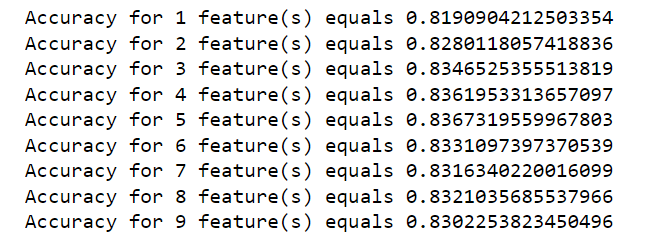 Accuracy for 1 feature(s) equals 0.8190904212503354
Accuracy for 2 feature(s) equals 0.8280118057418836
Accuracy for 3 feature(s) equals 0.8346525355513819
Accuracy for 4 feature(s) equals 0.8361953313657097
Accuracy for 5 feature(s) equals 0.8367319559967803
Accuracy for 6 feature(s) equals 0.8331097397370539
Accuracy for 7 feature(s) equals 0.8316340220016099
Accuracy for 8 feature(s) equals 0.8321035685537966
Accuracy for 9 feature(s) equals 0.8302253823450496